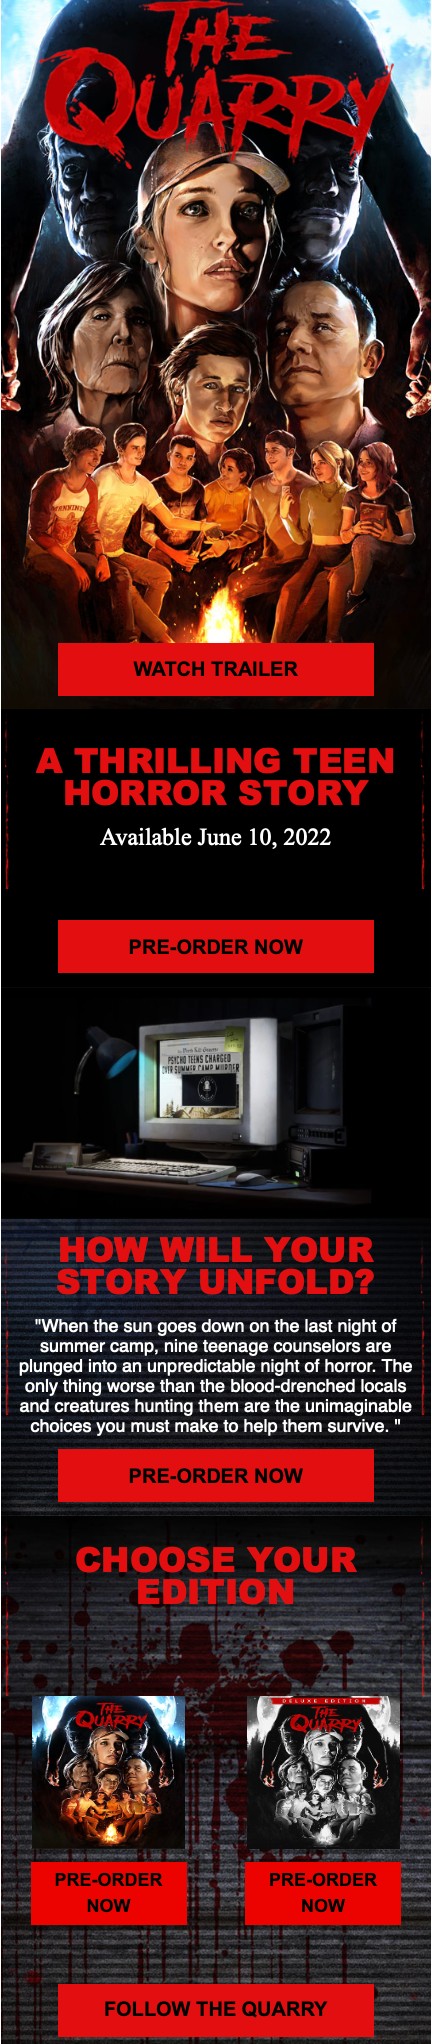 THE
QUARRY
WATCH TRAILER
A THRILLING TEEN
HORROR STORY
Available June 10, 2022
PRE-ORDER NOW
PSYCHO TEENS CHARGED
OVER SUMMER CAMP MURDER
HOW WILL YOUR
STORY UNFOLD?
"When the sun goes down on the last night of
summer camp, nine teenage counselors are
plunged into an unpredictable night of horror. The
only thing worse than the blood-drenched locals
and creatures hunting them are the unimaginable
choices you must make to help them survive. "
PRE-ORDER NOW
CHOOSE YOUR
EDITION
THE
QUARRY
DELUXE EDITION
THE
QUARRY
PRE-ORDER
NOW
PRE-ORDER
NOW
FOLLOW THE QUARRY